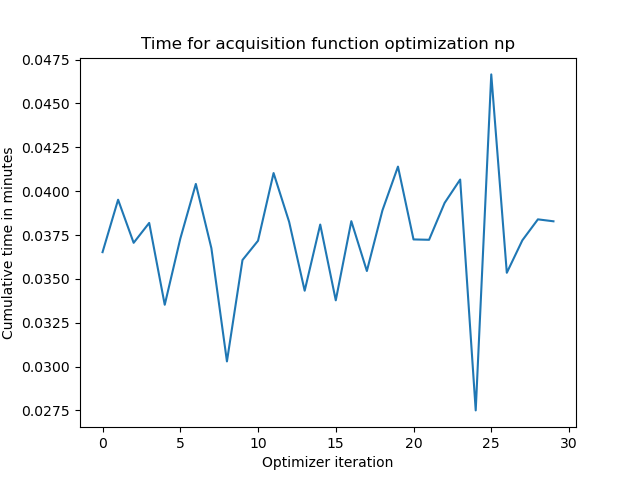 Time for acquisition function optimization np
Cumulative time in minutes
0.0475
0.0450
0.0425
0.0400
0.0375
0.0350
0.0325
0.0300
0.0275
0 5 10 15 20 25 30
Optimizer iteration